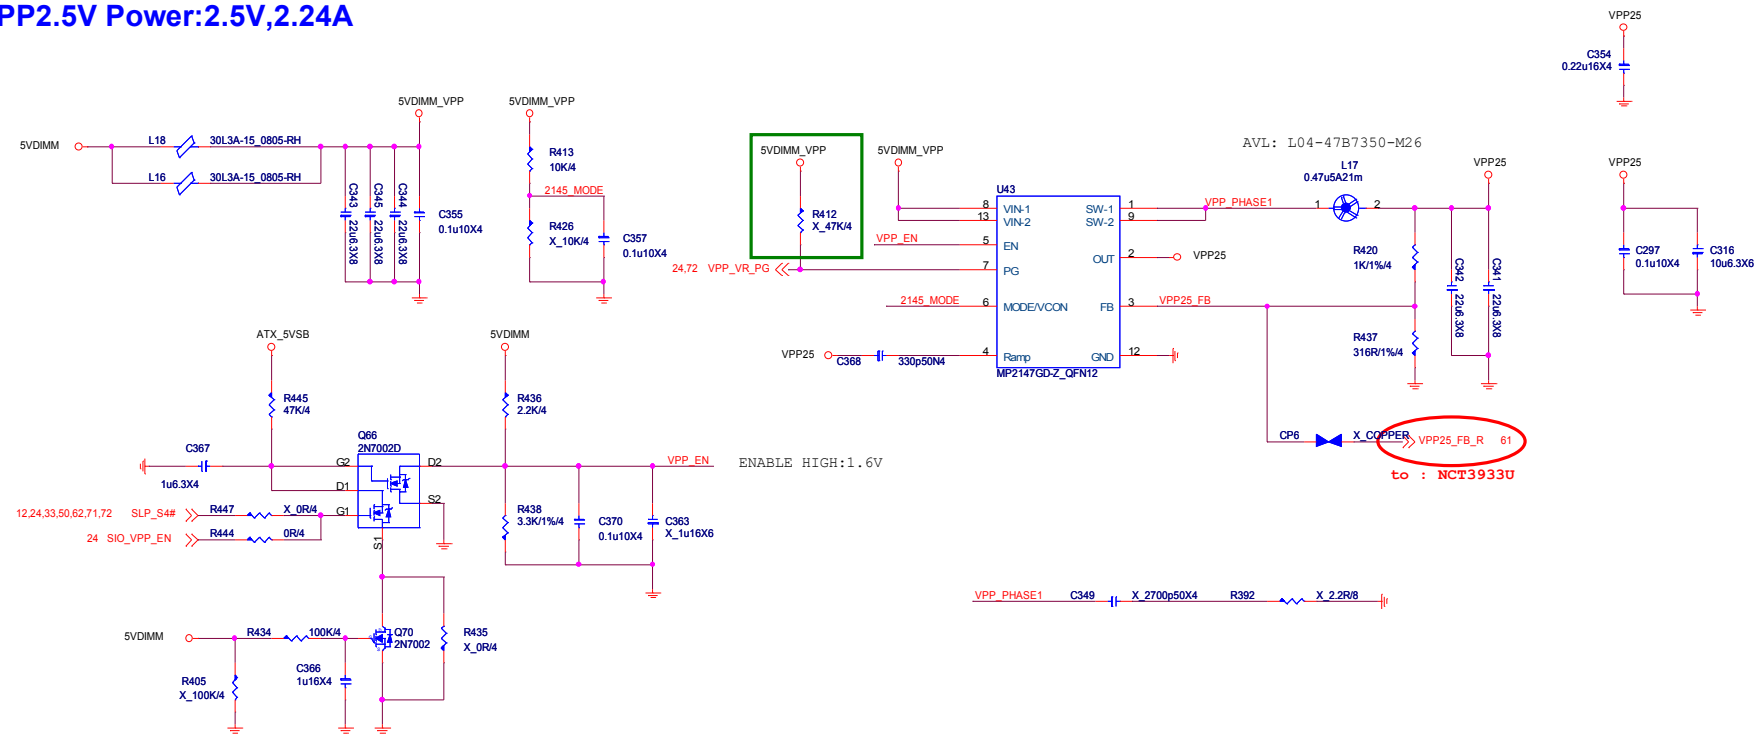 PP2.5V Power:2.5V,2.24A
VPP25
C354
0.22u16X4
5VDIMM
L18
30L3A-15_0805-RH
L16
30L3A-15_0805-RH
5VDIMM_VPP
C343
22u6.3X8
C345
22u6.3X8
C344
22u6.3X8
C355
0.1u10X4
5VDIMM_VPP
R413
10K/4
2145_MODE
R426
X_10K/4
C357
0.1u10X4
5VDIMM_VPP
R412
X_47K/4
24,72 VPP_VR_PG
5VDIMM_VPP
VPP_EN
2145_MODE
VPP25
C368
330p50N4
U43
8 VIN-1
13 VIN-2
5 EN
7 PG
6 MODE/VCON
4 Ramp
SW-1 1
SW-2 9
OUT 2
FB 3
GND 12
MP2147GD-Z_QFN12
VPP_PHASE1
VPP25
VPP25_FB
AVL: L04-47B7350-M26
L17
0.47u5A21m
1 2
VPP25
R420
1K/1%/4
R437
316R/1%/4
C342
22u6.3X8
C341
22u6.3X8
VPP25
C297
0.1u10X4
C316
10u6.3X6
CP6
X_COPPER
VPP25_FB_R 61
to : NCT3933U
ATX_5VSB
R445
47K/4
C367
1u6.3X4
Q66
2N7002D
G2 D2
D1 S2
G1
S1
12,24,33,50,62,71,72 SLP_S4#
R447 X_0R/4
24 SIO_VPP_EN
R444 0R/4
5VDIMM
R436
2.2K/4
VPP_EN
ENABLE HIGH:1.6V
R438
3.3K/1%/4
C370
0.1u10X4
C363
X_1u16X6
5VDIMM
R434 100K/4
R405
X_100K/4
C366
1u16X4
Q70
2N7002
R435
X_0R/4
VPP_PHASE1
C349
X_2700p50X4
R392
X_2.2R/8